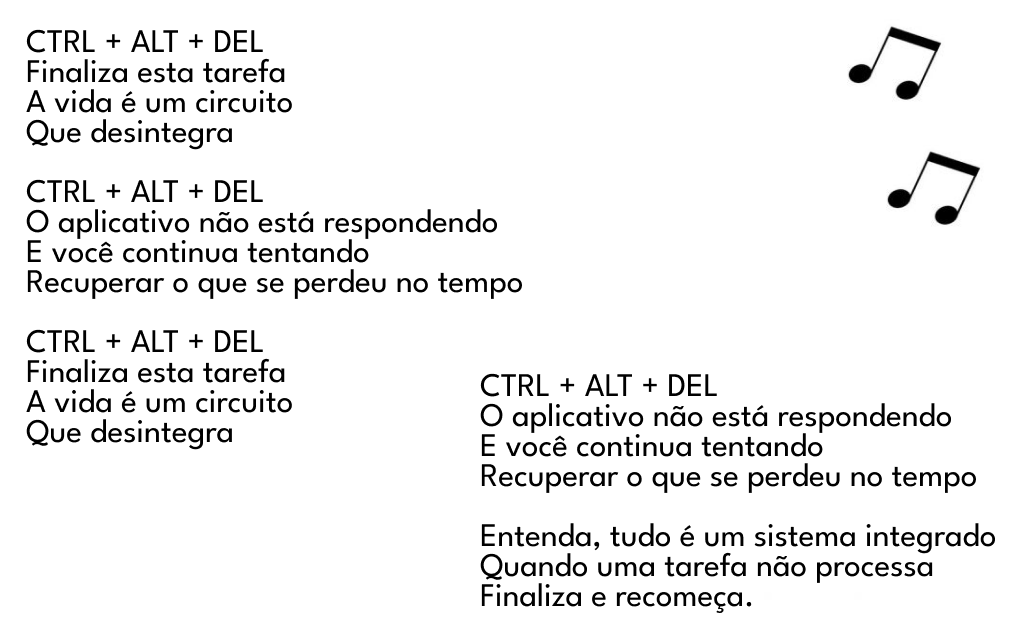 CTRL + ALT + DEL
Finaliza esta tarefa
A vida é um circuito
Que desintegra
CTRL + ALT + DEL
O aplicativo não está respondendo
E você continua tentando
Recuperar o que se perdeu no tempo
CTRL + ALT + DEL
Finaliza esta tarefa
A vida é um circuito
Que desintegra
CTRL + ALT + DEL
O aplicativo não está respondendo
E você continua tentando
Recuperar o que se perdeu no tempo
Entenda, tudo é um sistema integrado
Quando uma tarefa não processa
Finaliza e recomeça.